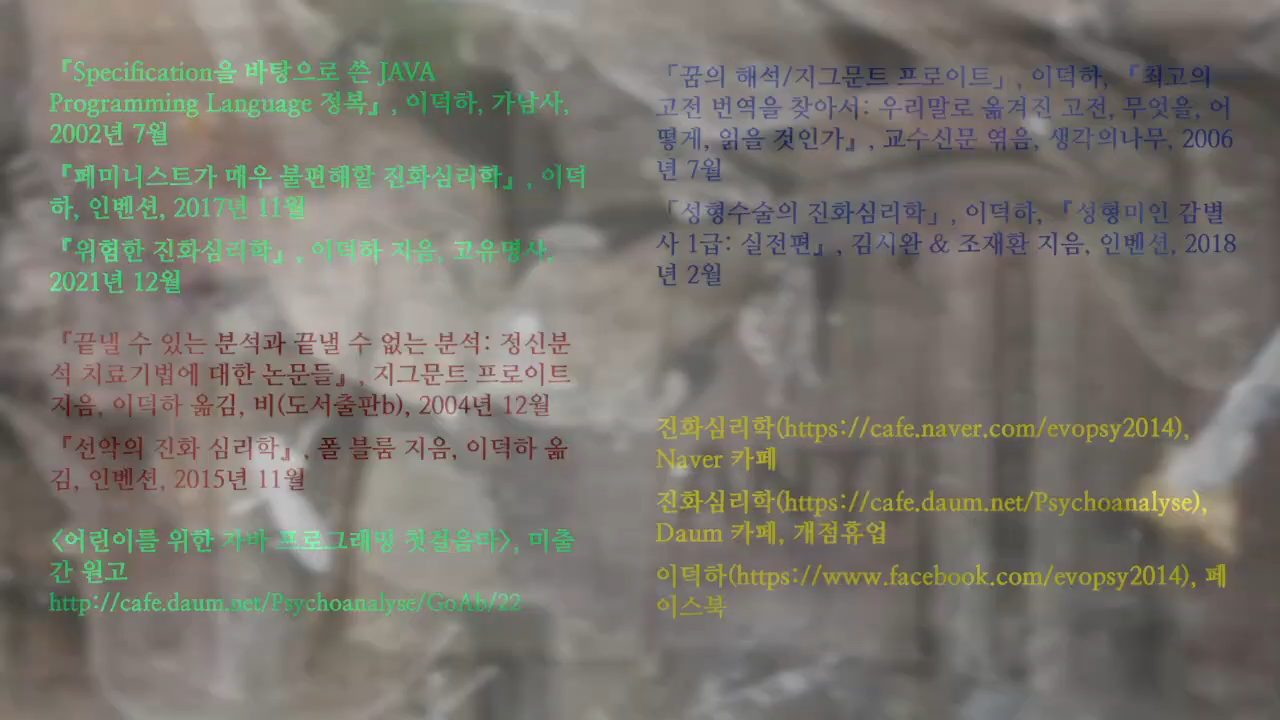 『Specification을 바탕으로 쓴 JAVA
Programming Language 정복』, 이덕하, 가남사,
2002년 7월
『페미니스트가 매우 불편해할 진화심리학』, 이덕
하, 인벤션, 2017년 11월
『위험한 진화심리학』, 이덕하 지음, 고유명사,
2021년 12월
『끝낼 수 있는 분석과 끝낼 수 없는 분석: 정신분
석 치료기법에 대한 논문들』, 지그문트 프로이트
지음, 이덕하 옮김, 비(도서출판b), 2004년 12월
『선악의 진화 심리학』, 폴 블룸 지음, 이덕하 옮
김, 인벤션, 2015년 11월
〈어린이를 위한 자바 프로그래밍 첫걸음마〉, 미출
간 원고
http://cafe.daum.net/Psychoanalyse/GoAb/22
「꿈의 해석/지그문트 프로이트」, 이덕하, 『최고의
고전 번역을 찾아서: 우리말로 옮겨진 고전, 무엇을, 어
떻게, 읽을 것인가』, 교수신문 엮음, 생각의나무, 2006
년 7월
「성형수술의 진화심리학」, 이덕하, 『성형미인 감별
사 1급: 실전편』, 김시완 & 조재환 지음, 인벤션, 2018
년 2월
진화심리학(https://cafe.naver.com/evopsy2014),
Naver 카페
진화심리학(https://cafe.daum.net/Psychoanalyse),
Daum 카페, 개점휴업
이덕하(https://www.facebook.com/evopsy2014), 페
이스북